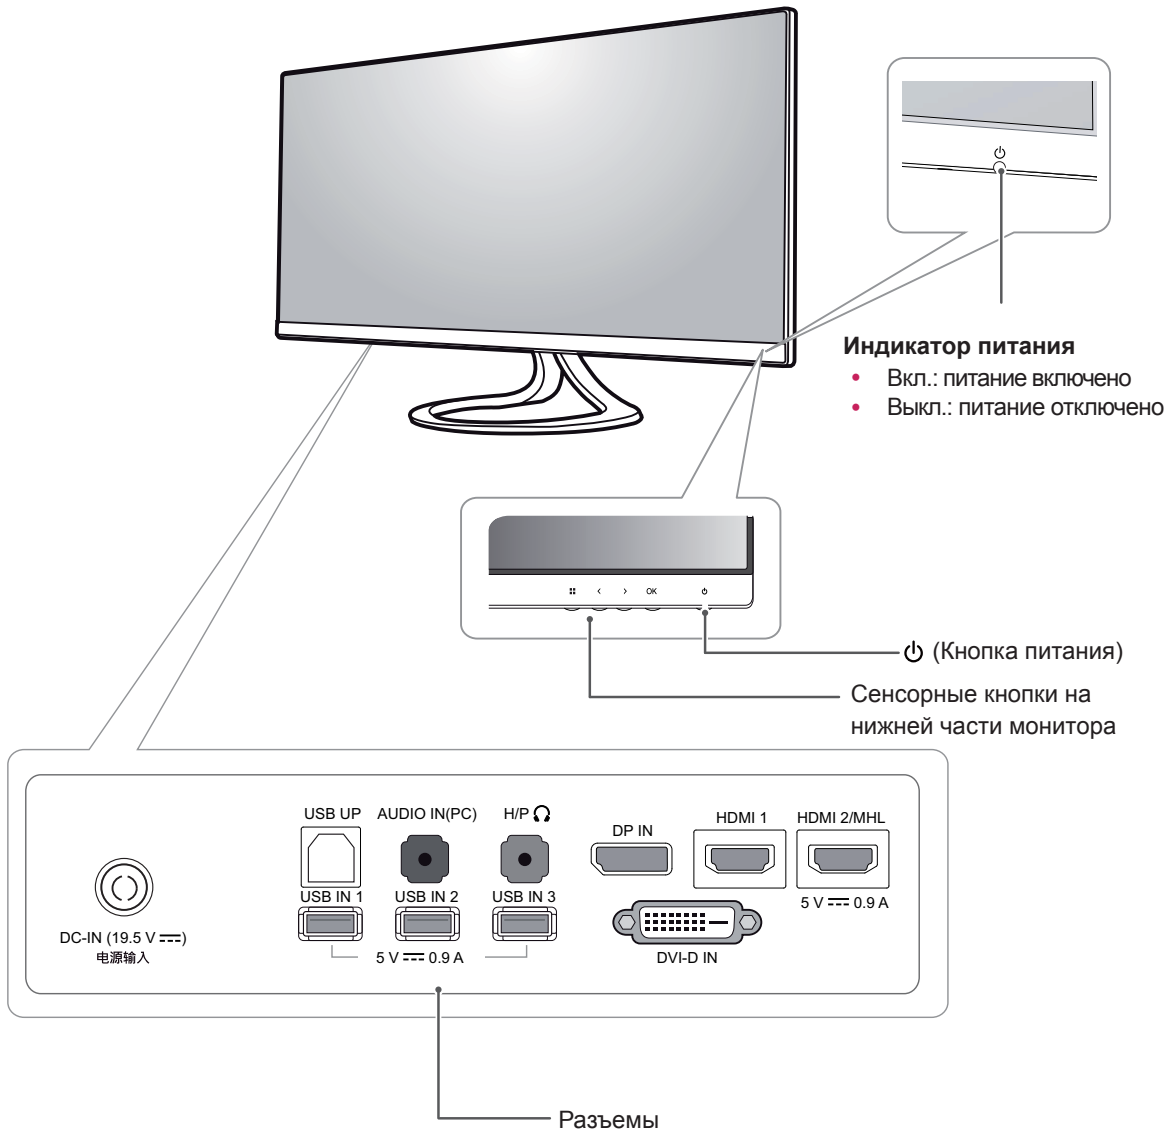 Индикатор питания
• Вкл.: питание включено
• Выкл.: питание отключено
OK
(Кнопка питания)
Сенсорные кнопки на
нижней части монитора
USB UP
AUDIO IN(PC)
H/P
DP IN
HDMI 1
HDMI 2/MHL
USB IN 1
USB IN 2
USB IN 3
5 V ⎓ 0.9 A
DC-IN (19.5 V ⎓)
电源输入
5 V ⎓ 0.9 A
DVI-D IN
Разъемы